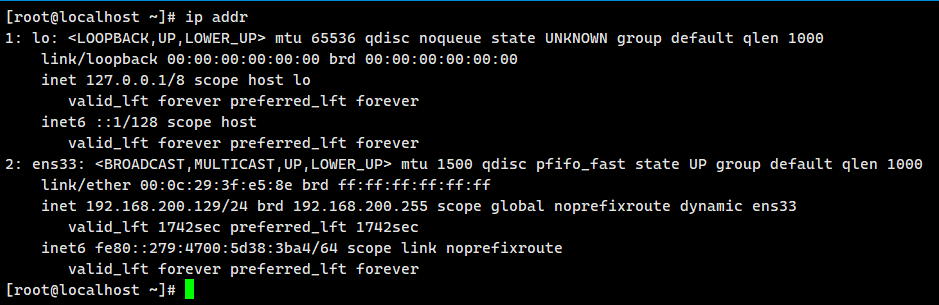 [root@localhost ~]# ip addr
1: lo: <LOOPBACK,UP,LOWER_UP> mtu 65536 qdisc noqueue state UNKNOWN group default qlen 1000
    link/loopback 00:00:00:00:00:00 brd 00:00:00:00:00:00
    inet 127.0.0.1/8 scope host lo
       valid_lft forever preferred_lft forever
    inet6 ::1/128 scope host
       valid_lft forever preferred_lft forever
2: ens33: <BROADCAST,MULTICAST,UP,LOWER_UP> mtu 1500 qdisc pfifo_fast state UP group default qlen 1000
    link/ether 00:0c:29:3f:e5:8e brd ff:ff:ff:ff:ff:ff
    inet 192.168.200.129/24 brd 192.168.200.255 scope global noprefixroute dynamic ens33
       valid_lft 1742sec preferred_lft 1742sec
    inet6 fe80::279:4700:5d38:3ba4/64 scope link noprefixroute
       valid_lft forever preferred_lft forever
[root@localhost ~]#